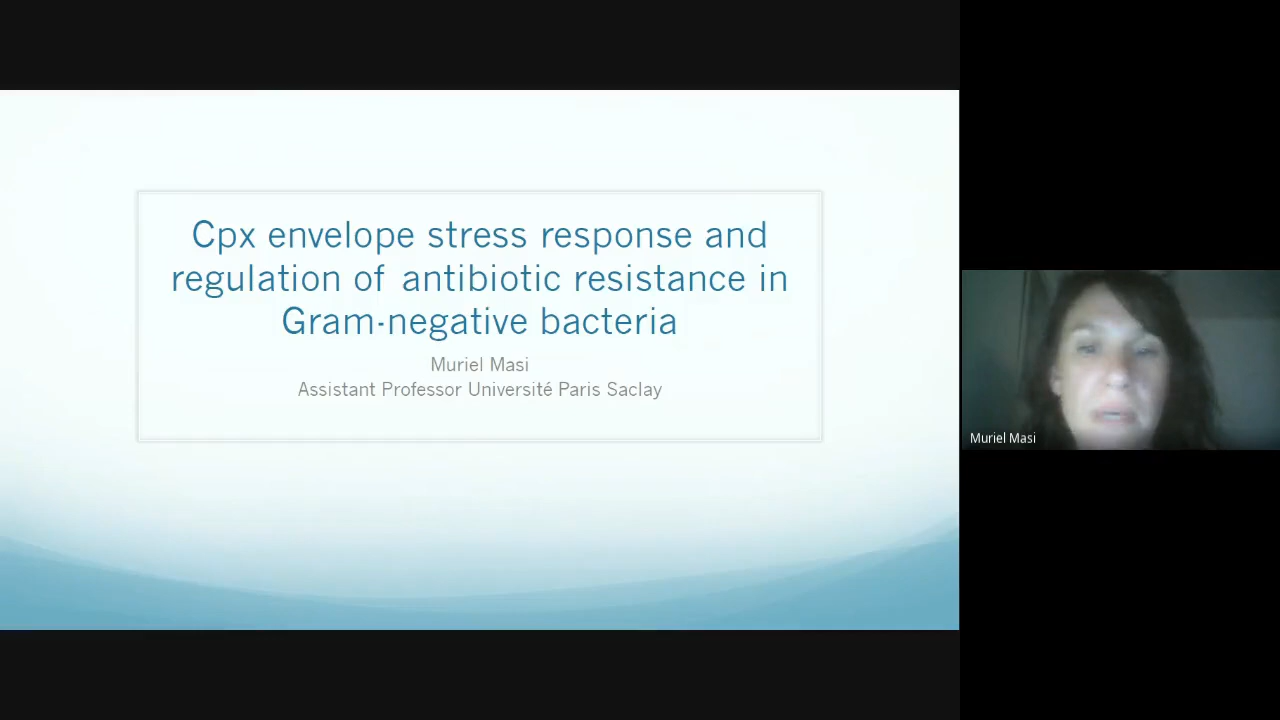 Cpx envelope stress response and
regulation of antibiotic resistance in
Gram-negative bacteria
Muriel Masi
Assistant Professor Université Paris Saclay
Muriel Masi